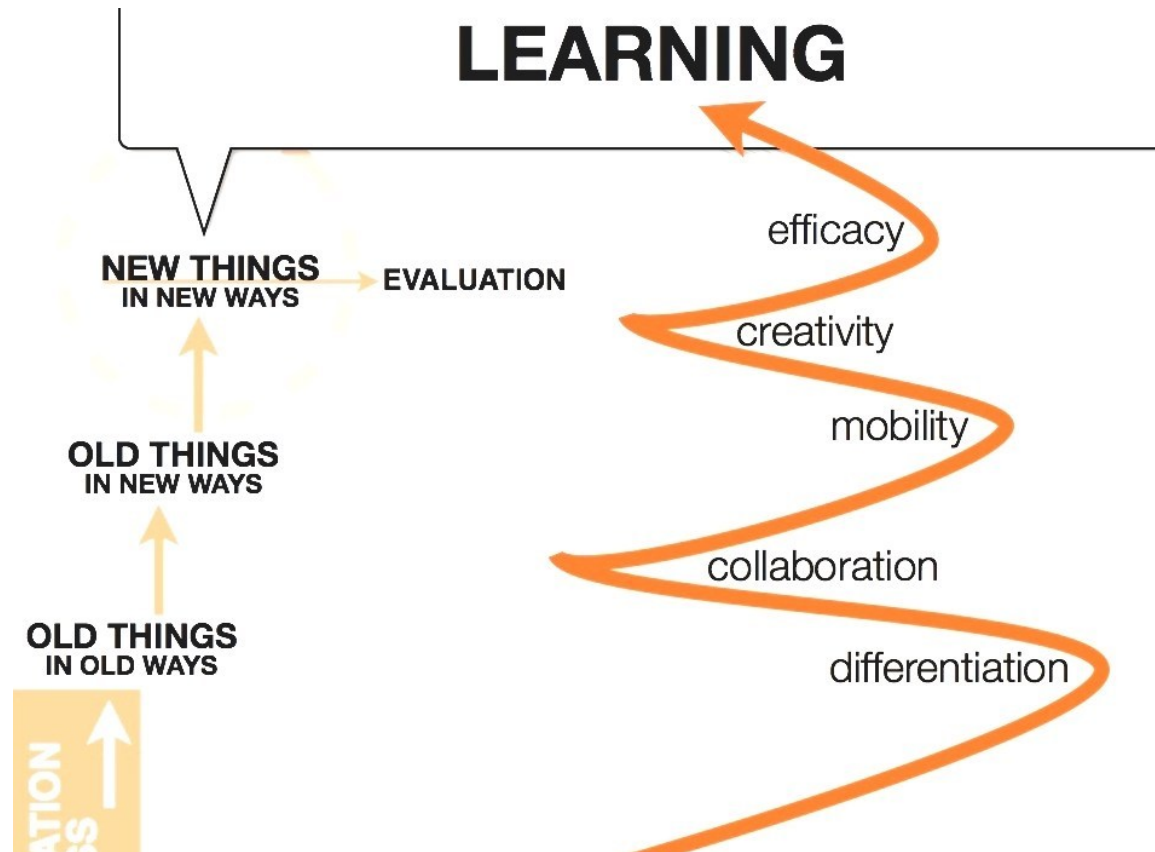 LEARNING
efficacy
NEW THINGS
IN NEW WAYS
EVALUATION
creativity
mobility
OLD THINGS
IN NEW WAYS
collaboration
OLD THINGS
IN OLD WAYS
differentiation